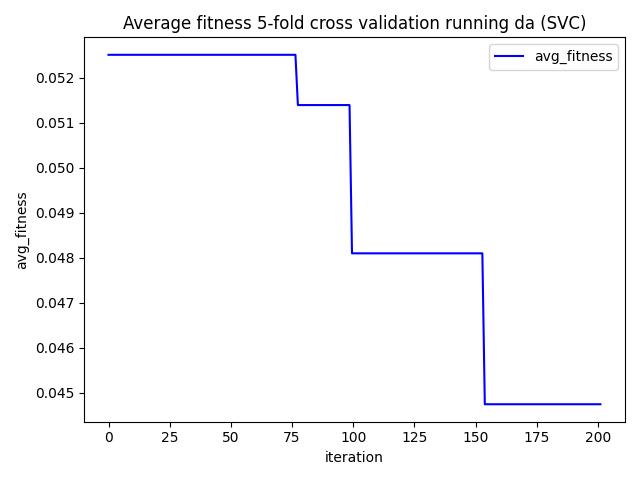 Average fitness 5-fold cross validation running da (SVC)
avg_fitness
0.052
0.051
0.050
0.049
0.048
0.047
0.046
0.045
avg_fitness
0 25 50 75 100 125 150 175 200
iteration